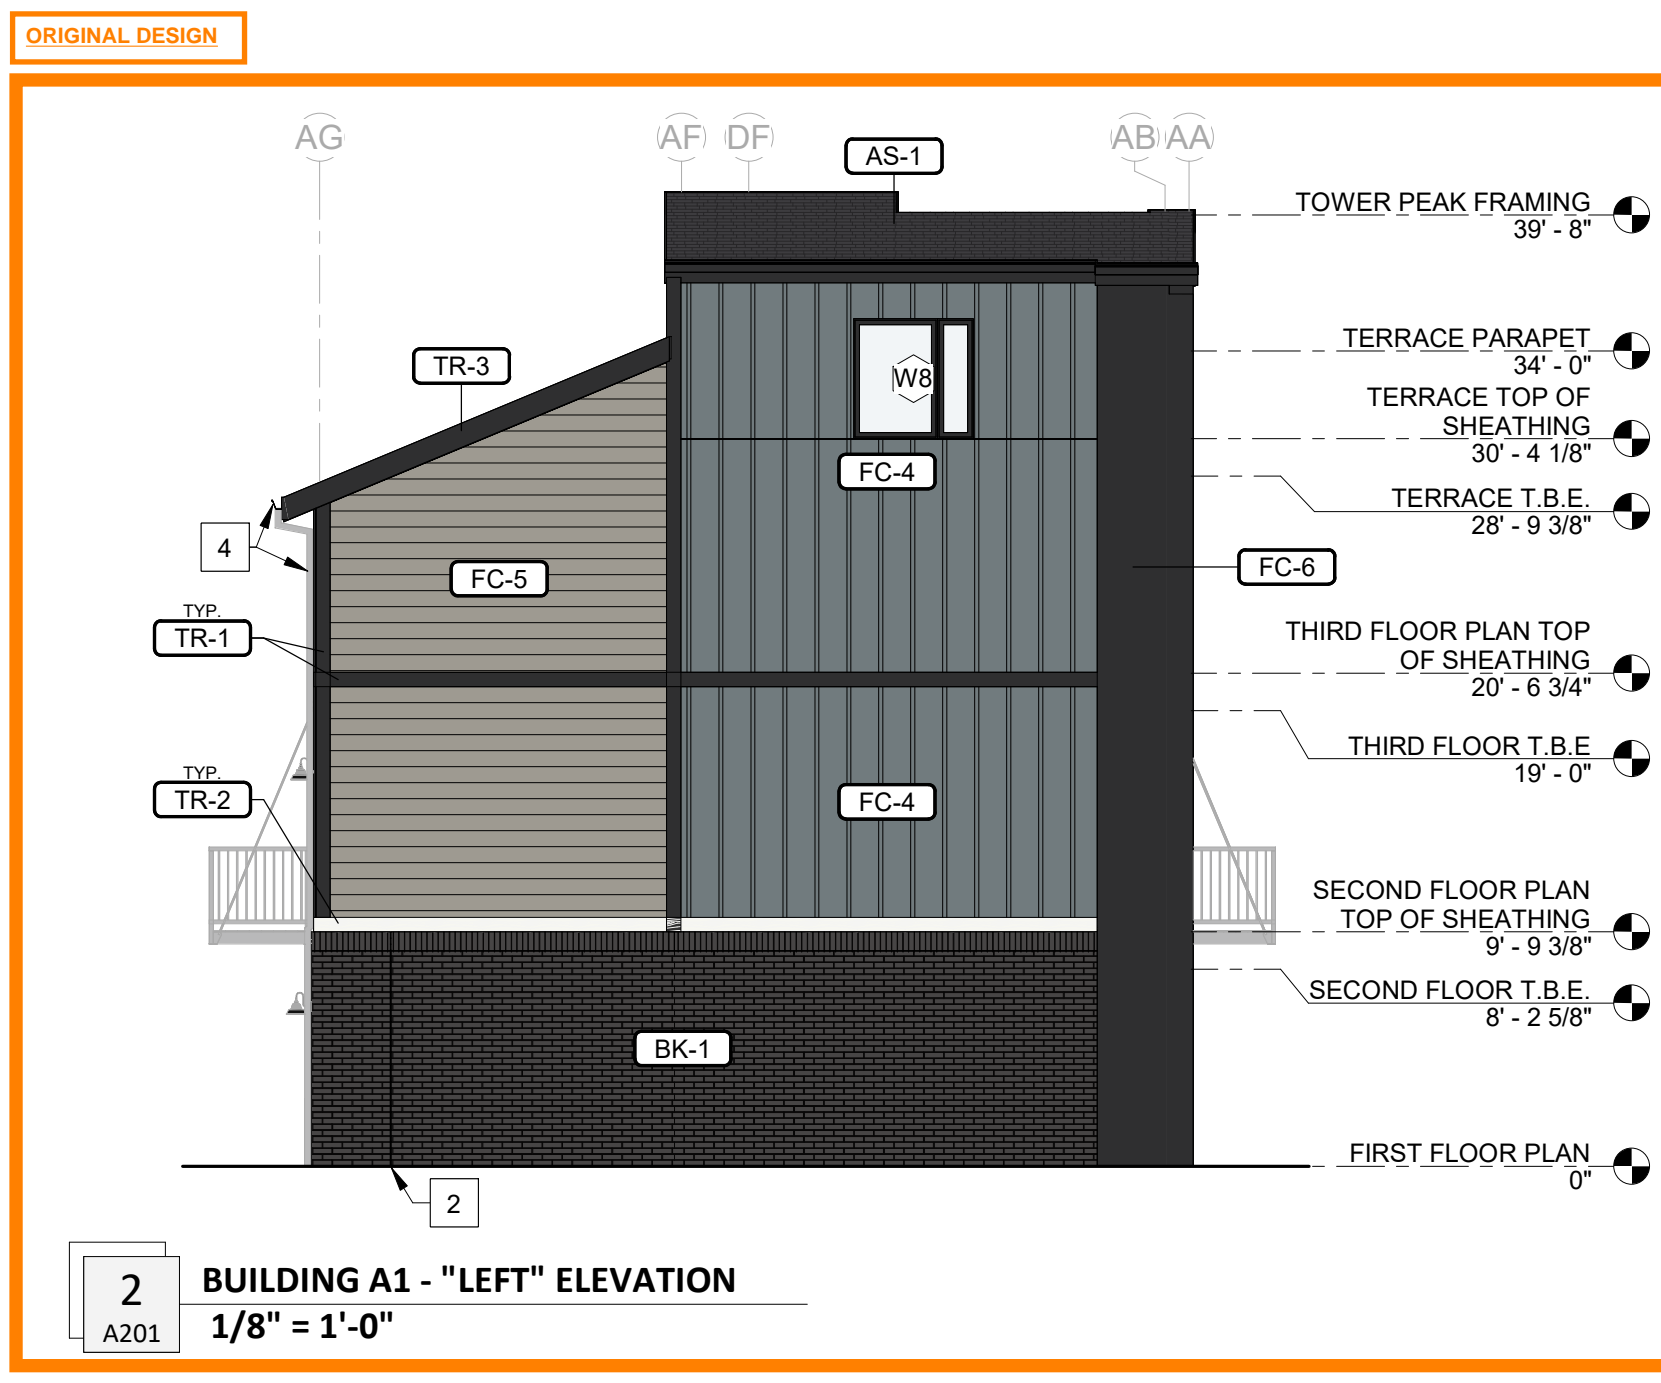 ORIGINAL DESIGN
AG
AF
DF
AB
AA
AS-1
TOWER PEAK FRAMING
39' - 8"
TERRACE PARAPET
34' - 0"
TR-3
W8
TERRACE TOP OF
SHEATHING
30' - 4 1/8"
FC-4
TERRACE T.B.E.
28' - 9 3/8"
4
FC-5
FC-6
TYP.
TR-1
THIRD FLOOR PLAN TOP
OF SHEATHING
20' - 6 3/4"
THIRD FLOOR T.B.E
19' - 0"
TYP.
TR-2
FC-4
SECOND FLOOR PLAN
TOP OF SHEATHING
9' - 9 3/8"
SECOND FLOOR T.B.E.
8' - 2 5/8"
BK-1
FIRST FLOOR PLAN
0"
2
2
A201
BUILDING A1 - "LEFT" ELEVATION
1/8" = 1'-0"